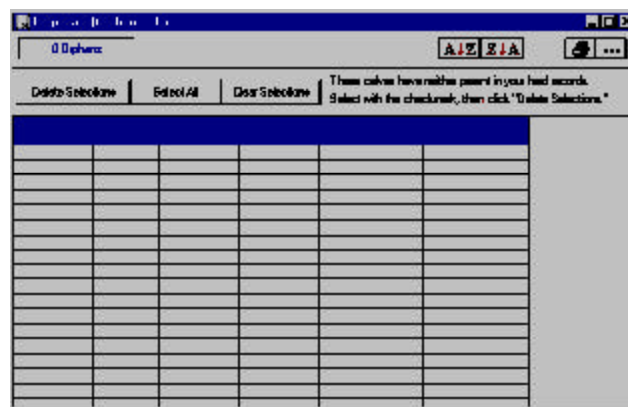 0 Orphans
A↓Z Z↓A
...
Delete Selections Select All Clear Selections
These calves have neither parent in your herd records.
Select with the checkmark, then click "Delete Selections."